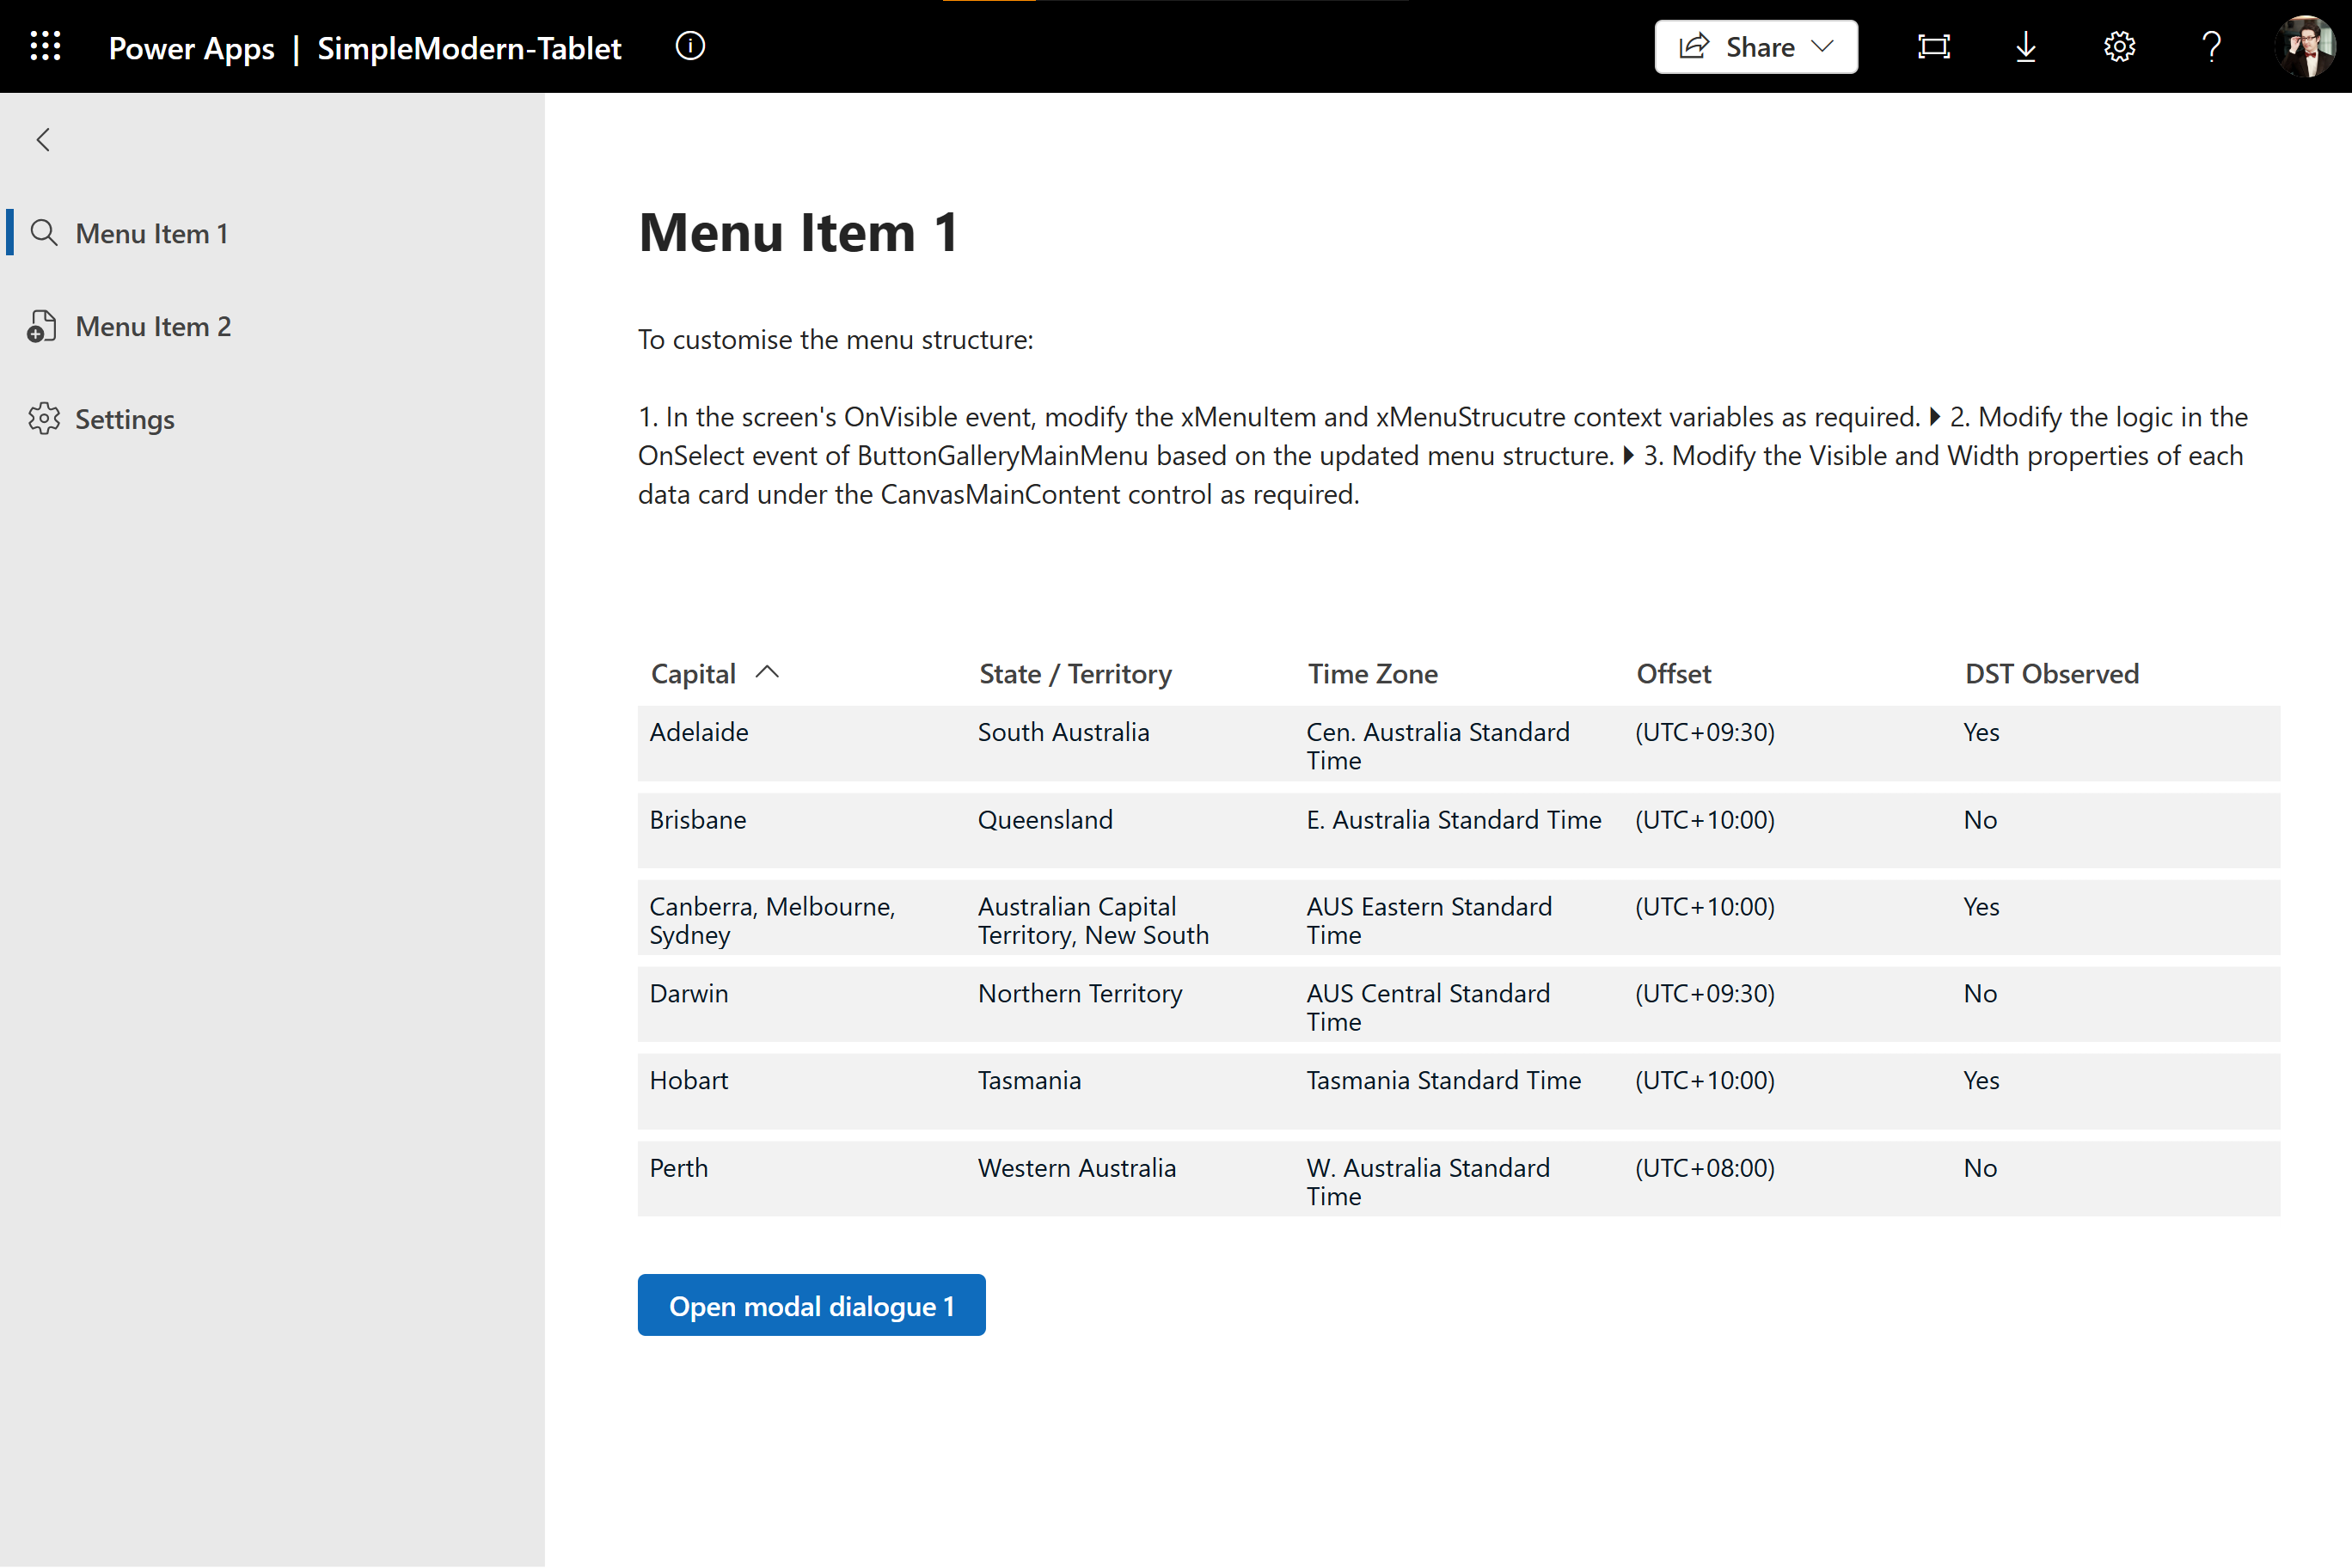 Power Apps | SimpleModern-Tablet
Share
Menu Item 1
Menu Item 2
Settings
Menu Item 1
To customise the menu structure:
1. In the screen's OnVisible event, modify the xMenuItem and xMenuStrucutre context variables as required. ▶ 2. Modify the logic in the
OnSelect event of ButtonGalleryMainMenu based on the updated menu structure. ▶ 3. Modify the Visible and Width properties of each
data card under the CanvasMainContent control as required.
Capital State / Territory Time Zone Offset DST Observed
Adelaide South Australia Cen. Australia Standard (UTC+09:30) Yes
Time
Brisbane Queensland E. Australia Standard Time (UTC+10:00) No
Canberra, Melbourne, Australian Capital AUS Eastern Standard (UTC+10:00) Yes
Sydney Territory, New South Time
Darwin Northern Territory AUS Central Standard (UTC+09:30) No
Time
Hobart Tasmania Tasmania Standard Time (UTC+10:00) Yes
Perth Western Australia W. Australia Standard (UTC+08:00) No
Time
Open modal dialogue 1